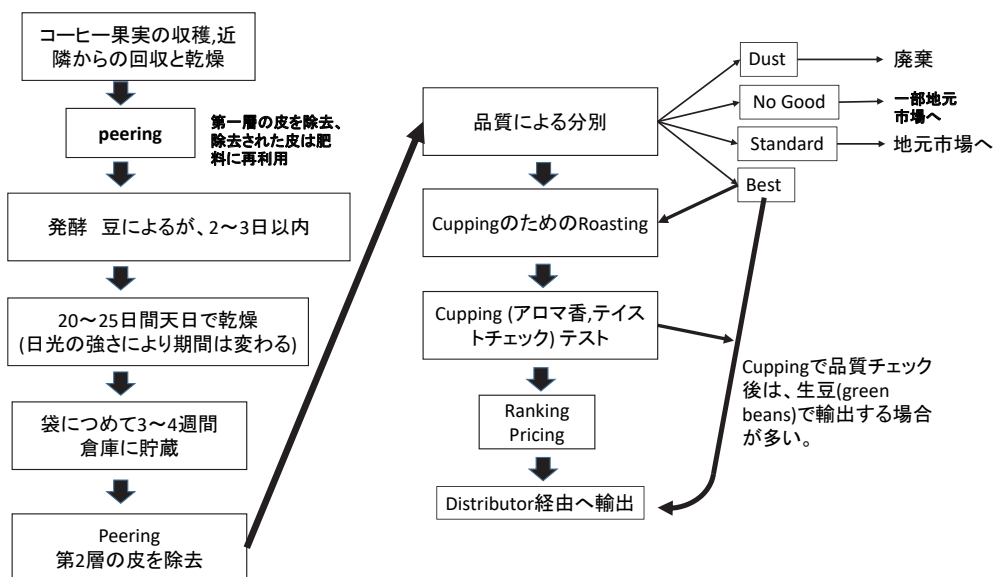 コーヒー果実の収穫,近
隣からの回収と乾燥
peering
第一層の皮を除去、
除去された皮は肥
料に再利用
発酵　豆によるが、2～3日以内
20～25日間天日で乾燥
(日光の強さにより期間は変わる)
袋につめて3～4週間
倉庫に貯蔵
Peering
第2層の皮を除去
品質による分別
Dust
廃棄
No Good
一部地元
市場へ
Standard
地元市場へ
Best
CuppingのためのRoasting
Cupping (アロマ香,テイス
トチェック) テスト
Cuppingで品質チェック
後は、生豆(green
beans)で輸出する場合
が多い。
Ranking
Pricing
Distributor経由へ輸出